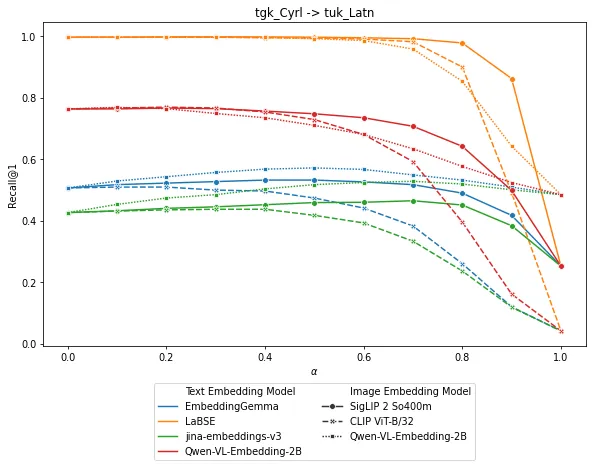 tgk_Cyrl -> tuk_Latn
1.0
0.8
0.6
0.4
0.2
0.0
Recall@1
0.0 0.2 0.4 0.6 0.8 1.0
α
Text Embedding Model
EmbeddingGemma
LaBSE
jina-embeddings-v3
Qwen-VL-Embedding-2B
Image Embedding Model
SigLIP 2 So400m
CLIP ViT-B/32
Qwen-VL-Embedding-2B